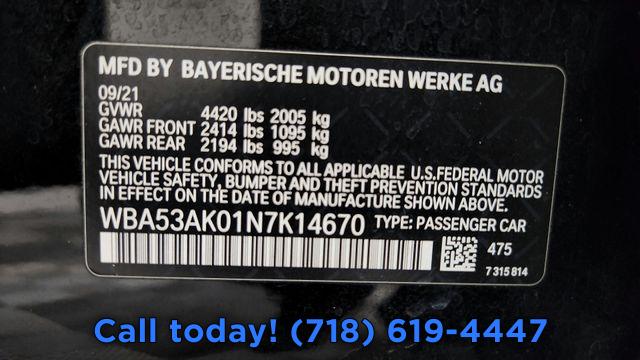 MFD BY BAYERISCHE MOTOREN WERKE AG
09/21
GVWR 4420 lbs 2005 kg
GAWR FRONT 2414 lbs 1095 kg
GAWR REAR 2194 lbs 995 kg
THIS VEHICLE CONFORMS TO ALL APPLICABLE U.S.FEDERAL MOTOR
VEHICLE SAFETY, BUMPER AND THEFT PREVENTION STANDARDS
IN EFFECT ON THE DATE OF MANUFACTURE SHOWN ABOVE.
WBA53AK01N7K14670 TYPE: PASSENGER CAR
475
7 315 814
Call today! (718) 619-4447